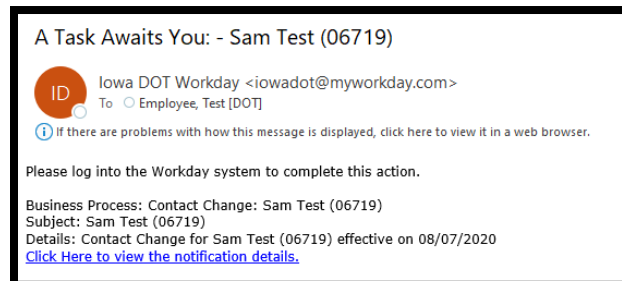 A Task Awaits You: - Sam Test (06719)
ID
Iowa DOT Workday <iowadot@myworkday.com>
To Employee, Test [DOT]
i If there are problems with how this message is displayed, click here to view it in a web browser.
Please log into the Workday system to complete this action.
Business Process: Contact Change: Sam Test (06719)
Subject: Sam Test (06719)
Details: Contact Change for Sam Test (06719) effective on 08/07/2020
Click Here to view the notification details.